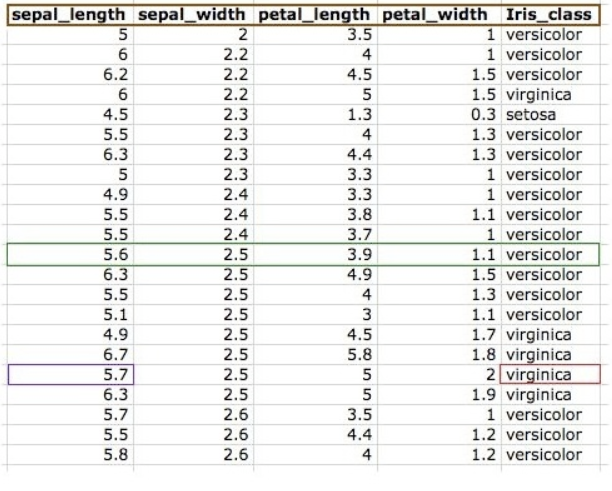 sepal_length sepal_width petal_length petal_width Iris_class
5 2 3.5 1 versicolor
6 2.2 4 1 versicolor
6.2 2.2 4.5 1.5 versicolor
6 2.2 5 1.5 virginica
4.5 2.3 1.3 0.3 setosa
5.5 2.3 4 1.3 versicolor
6.3 2.3 4.4 1.3 versicolor
5 2.3 3.3 1 versicolor
4.9 2.4 3.3 1 versicolor
5.5 2.4 3.8 1.1 versicolor
5.5 2.4 3.7 1 versicolor
5.6 2.5 3.9 1.1 versicolor
6.3 2.5 4.9 1.5 versicolor
5.5 2.5 4 1.3 versicolor
5.1 2.5 3 1.1 versicolor
4.9 2.5 4.5 1.7 virginica
6.7 2.5 5.8 1.8 virginica
5.7 2.5 5 2 virginica
6.3 2.5 5 1.9 virginica
5.7 2.6 3.5 1 versicolor
5.5 2.6 4.4 1.2 versicolor
5.8 2.6 4 1.2 versicolor